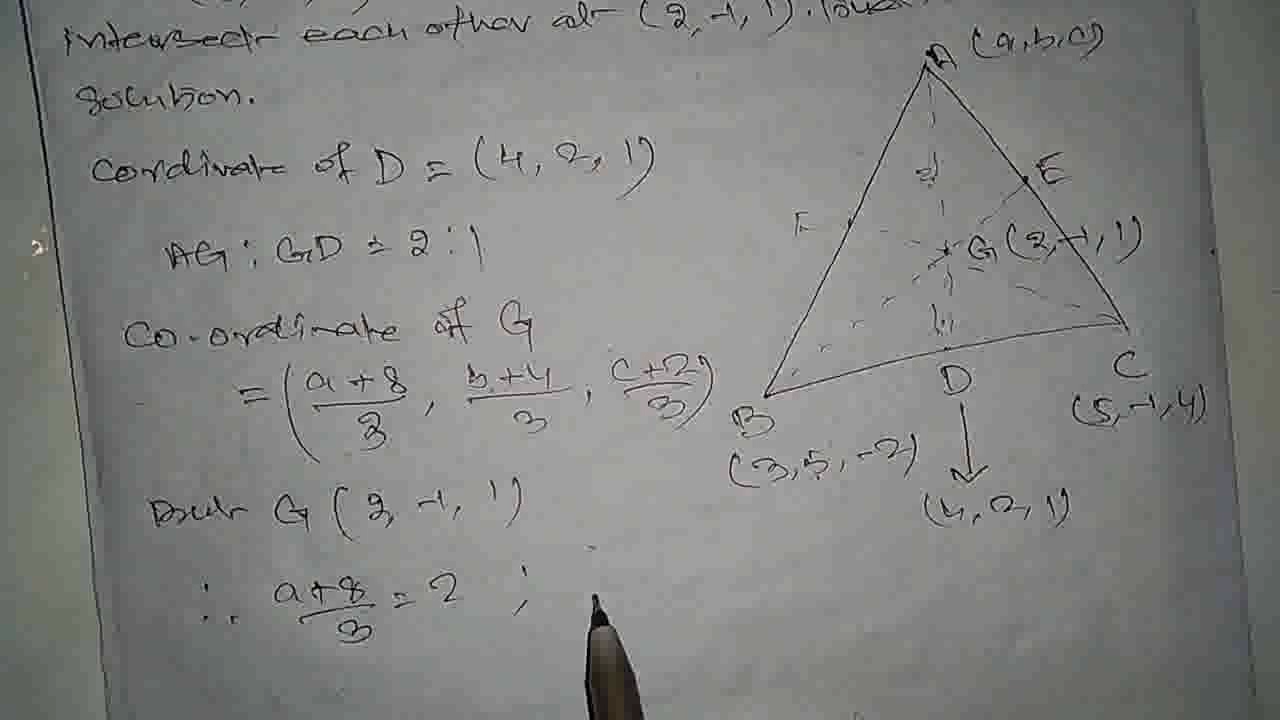 intersect each other at (2, -1, 1).
Solution.
Cordinate of D = (4, 2, 1)
AG : GD = 2 : 1
Co-ordinate of G
= (a+8/3, b+4/3, c+2/3)
But G (2, -1, 1)
∴ a+8/3 = 2 ;
A (a, b, c)
2
E
F
G (2, -1, 1)
B
(3, 5, -2)
D
(4, 2, 1)
C
(5, -1, 4)